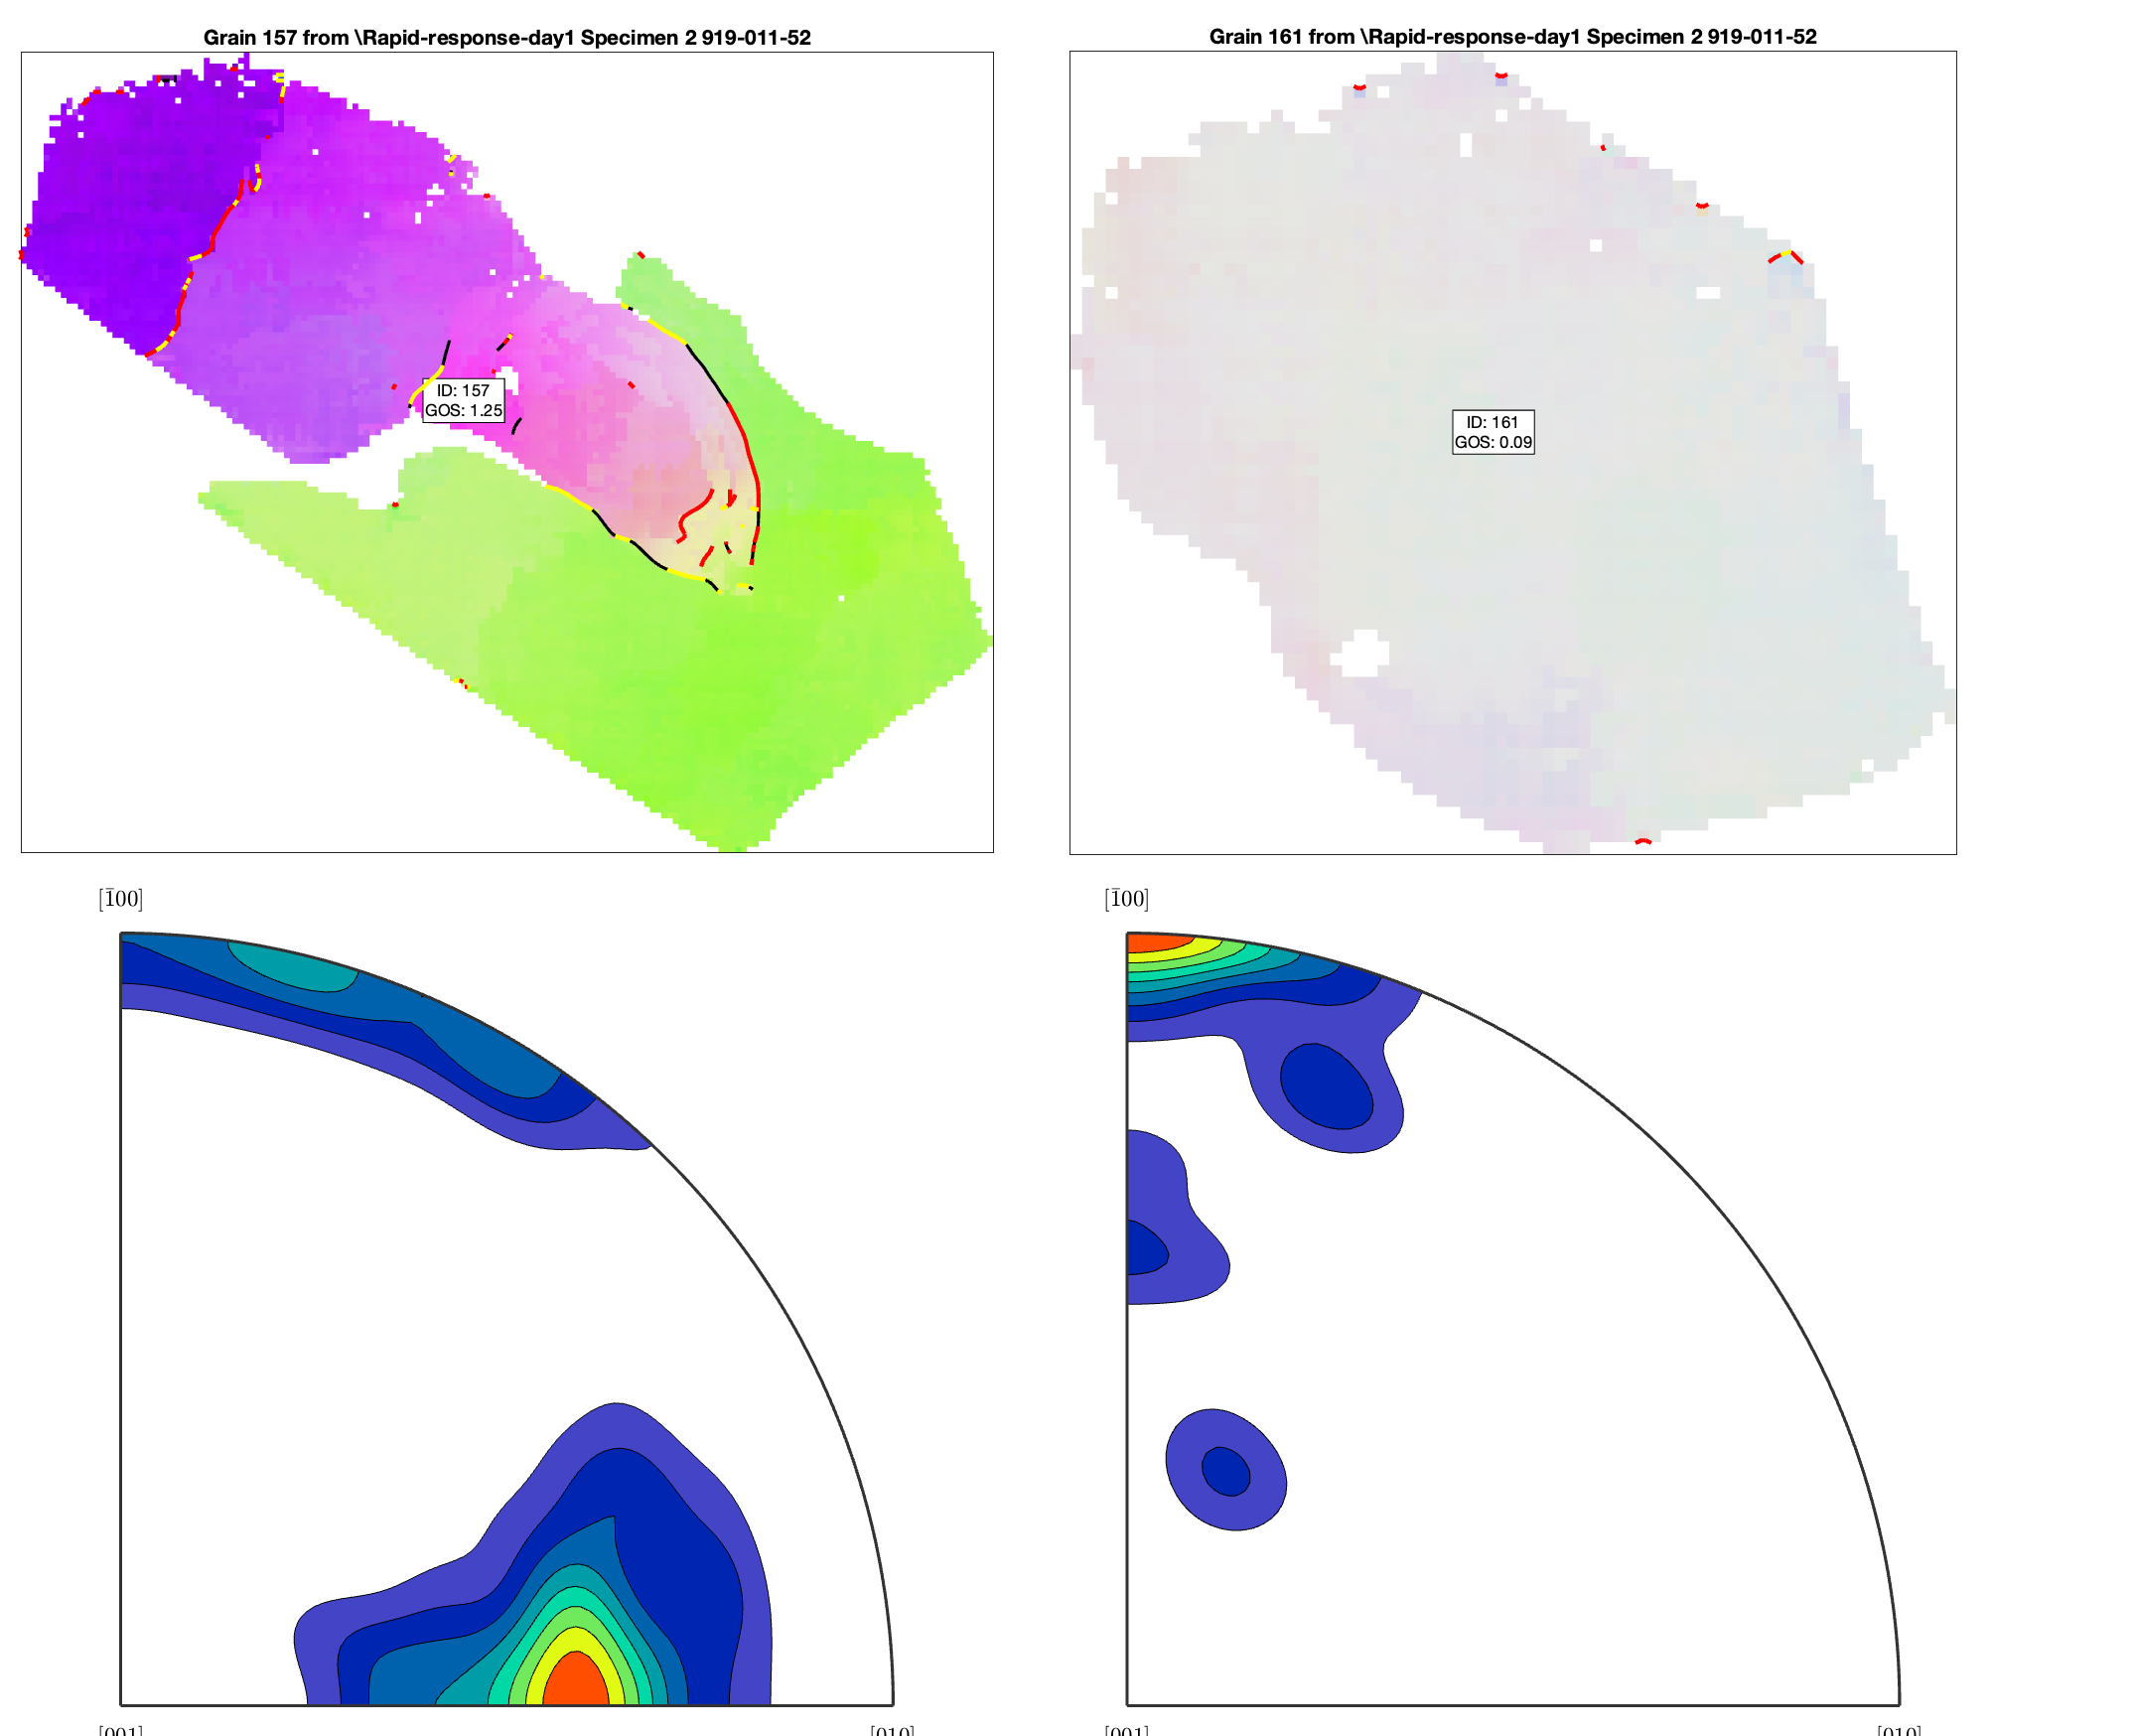 Grain 157 from \Rapid-response-day1 Specimen 2 919-011-52
ID: 157
GOS: 1.25
Grain 161 from \Rapid-response-day1 Specimen 2 919-011-52
ID: 161
GOS: 0.09
[1̄00]
[001]
[010]
[1̄00]
[001]
[010]